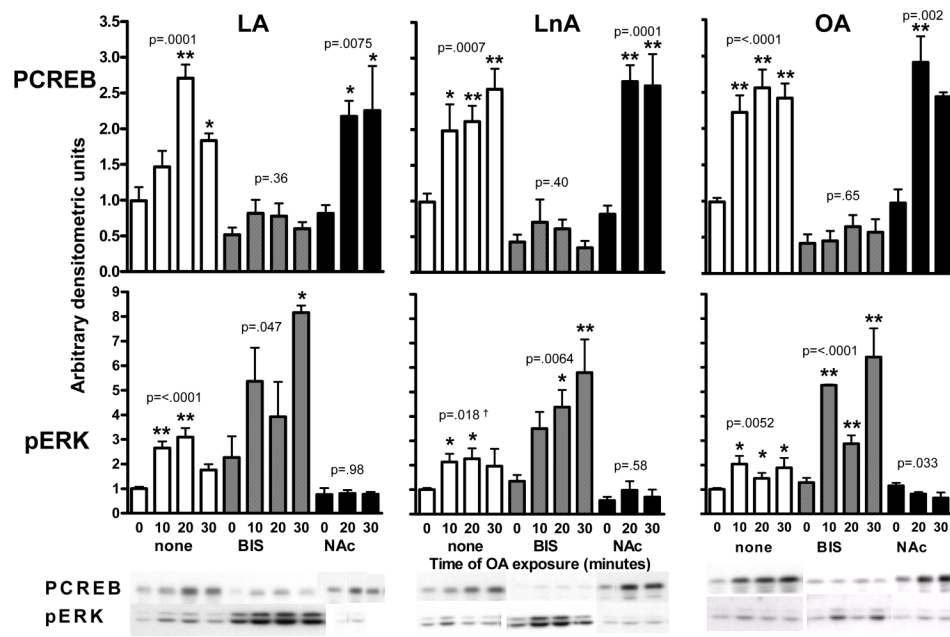 LA LnA OA
PCREB
Arbitrary densitometric units
3.5
3.0
2.5
2.0
1.5
1.0
0.5
0.0
p=.0001 p=.0075 p=.0007 p=.0001 p=<.0001 p=.002
** * * * * ** ** ** ** ** ** ** **
p=.36 p=.40 p=.65
pERK
9
8
7
6
5
4
3
2
1
0
p=<.0001 p=.047 p=.98 p=.018 † p=.0064 p=.58 p=.0052 p=<.0001 p=.033
** ** * * * * ** * * * ** ** **
0 10 20 30 0 10 20 30 0 20 30 0 10 20 30 0 10 20 30 0 20 30 0 10 20 30 0 10 20 30 0 20 30
none BIS NAc none BIS NAc none BIS NAc
Time of OA exposure (minutes)
PCREB
pERK